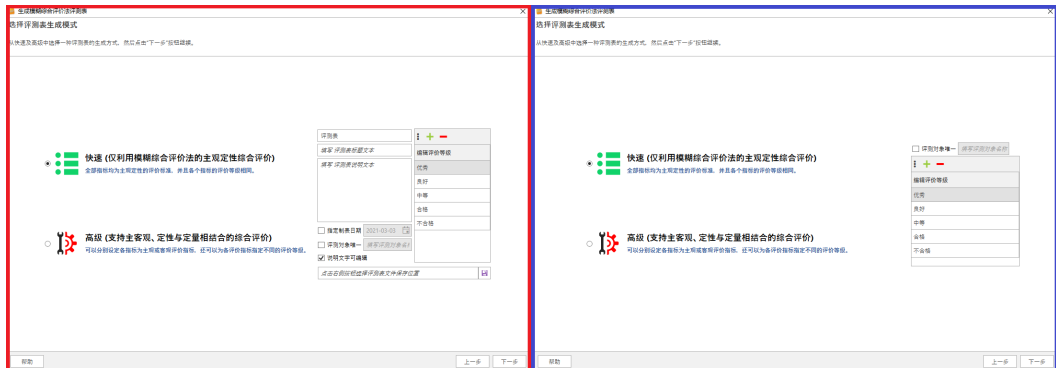 生成模糊综合评价法评测表
选择评测表生成模式
从快速及高级中选择一种评测表的生成方式，然后点击"下一步"按钮继续。
快速 (仅利用模糊综合评价法的主观定性综合评价)
全部指标均为主观定性的评价标准，并且各个指标的评价等级相同。
高级 (支持主客观、定性与定量相结合的综合评价)
可以分别设定各指标为主观或客观评价指标，还可以为各评价指标指定不同的评价等级。
评测表
填写 评测表标题文本
填写 评测表说明文本
指定制表日期 2021-03-03
评测对象唯一 填写评测对象名称
说明文字可编辑
点击右侧按钮选择评测表文件保存位置
编辑评价等级
优秀
良好
中等
合格
不合格
帮助
上一步
下一步
生成模糊综合评价法评测表
选择评测表生成模式
从快速及高级中选择一种评测表的生成方式，然后点击"下一步"按钮继续。
快速 (仅利用模糊综合评价法的主观定性综合评价)
全部指标均为主观定性的评价标准，并且各个指标的评价等级相同。
高级 (支持主客观、定性与定量相结合的综合评价)
可以分别设定各指标为主观或客观评价指标，还可以为各评价指标指定不同的评价等级。
评测对象唯一 填写评测对象名称
编辑评价等级
优秀
良好
中等
合格
不合格
帮助
上一步
下一步